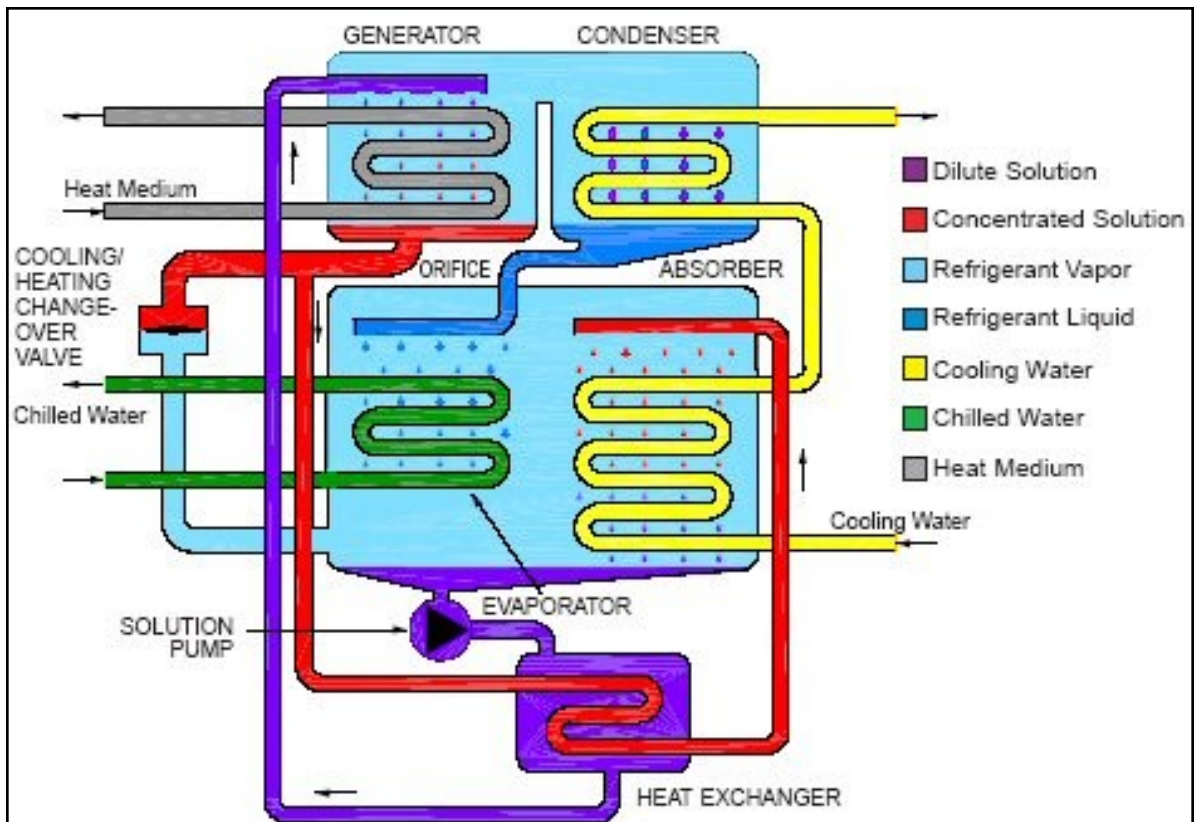 GENERATOR
CONDENSER
Heat Medium
COOLING/
HEATING
CHANGE-
OVER
VALVE
ORIFICE
ABSORBER
Chilled Water
Cooling Water
EVAPORATOR
SOLUTION
PUMP
HEAT EXCHANGER
Dilute Solution
Concentrated Solution
Refrigerant Vapor
Refrigerant Liquid
Cooling Water
Chilled Water
Heat Medium